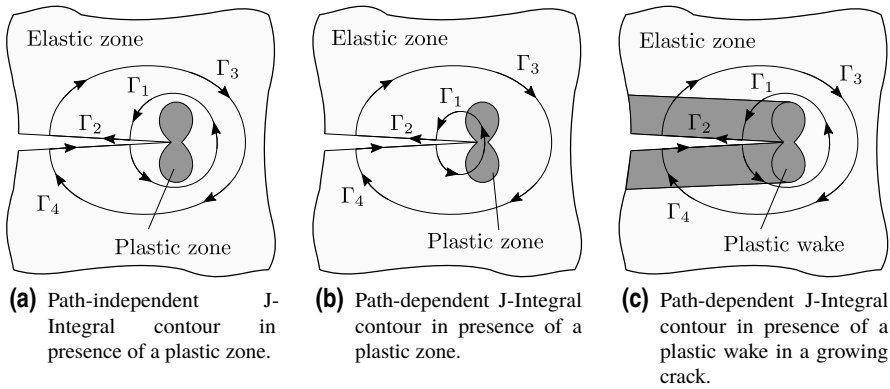 Elastic zone
Γ3
Γ1
Γ2
Γ4
Plastic zone
(a) Path-independent J-
Integral contour in
presence of a plastic zone.
Elastic zone
Γ3
Γ1
Γ2
Γ4
Plastic zone
(b) Path-dependent J-Integral
contour in presence of a
plastic zone.
Elastic zone
Γ3
Γ1
Γ2
Γ4
Plastic wake
(c) Path-dependent J-Integral
contour in presence of a
plastic wake in a growing
crack.